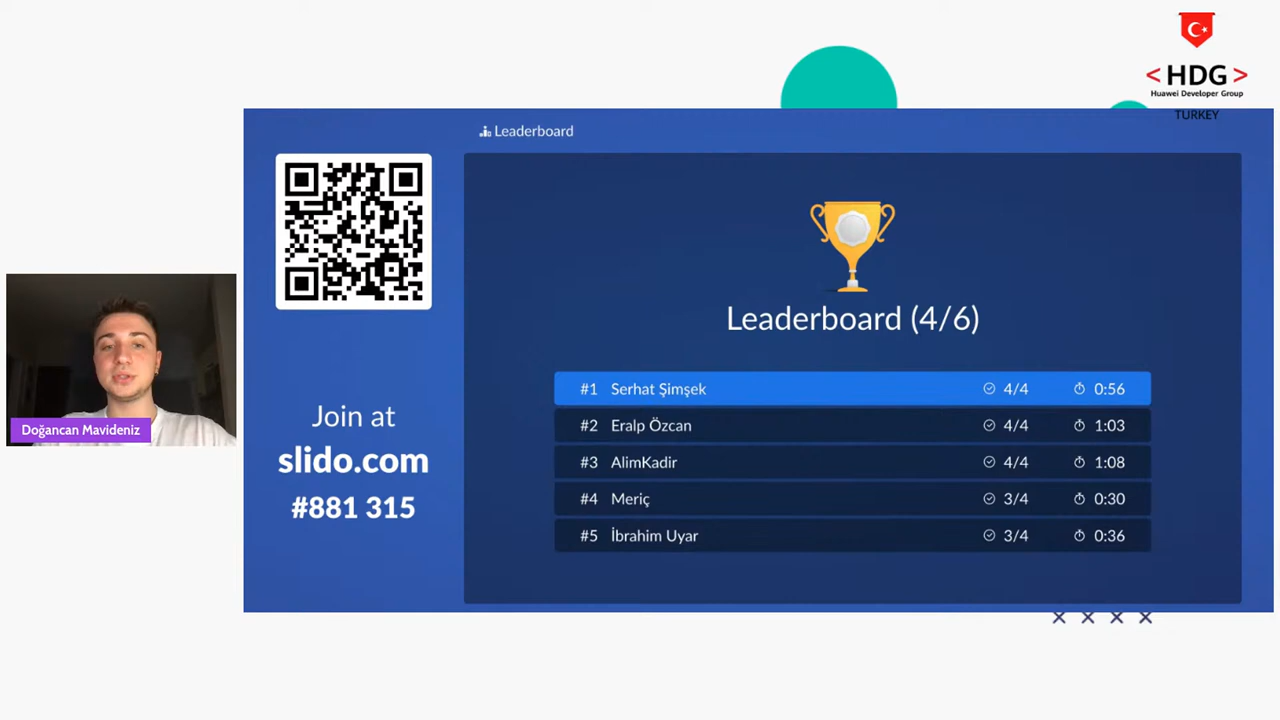 < HDG >
Huawei Developer Group
TURKEY
Leaderboard
Leaderboard (4/6)
#1 Serhat Şimşek 4/4 0:56
#2 Eralp Özcan 4/4 1:03
#3 AlimKadir 4/4 1:08
#4 Meriç 3/4 0:30
#5 İbrahim Uyar 3/4 0:36
Join at
slido.com
#881 315
Doğancan Mavideniz